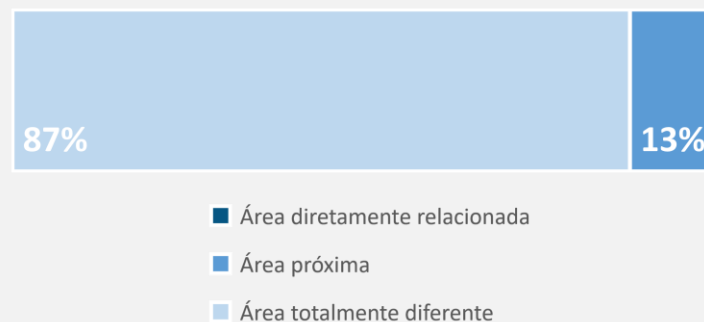 87%
13%
Área diretamente relacionada
Área próxima
Área totalmente diferente